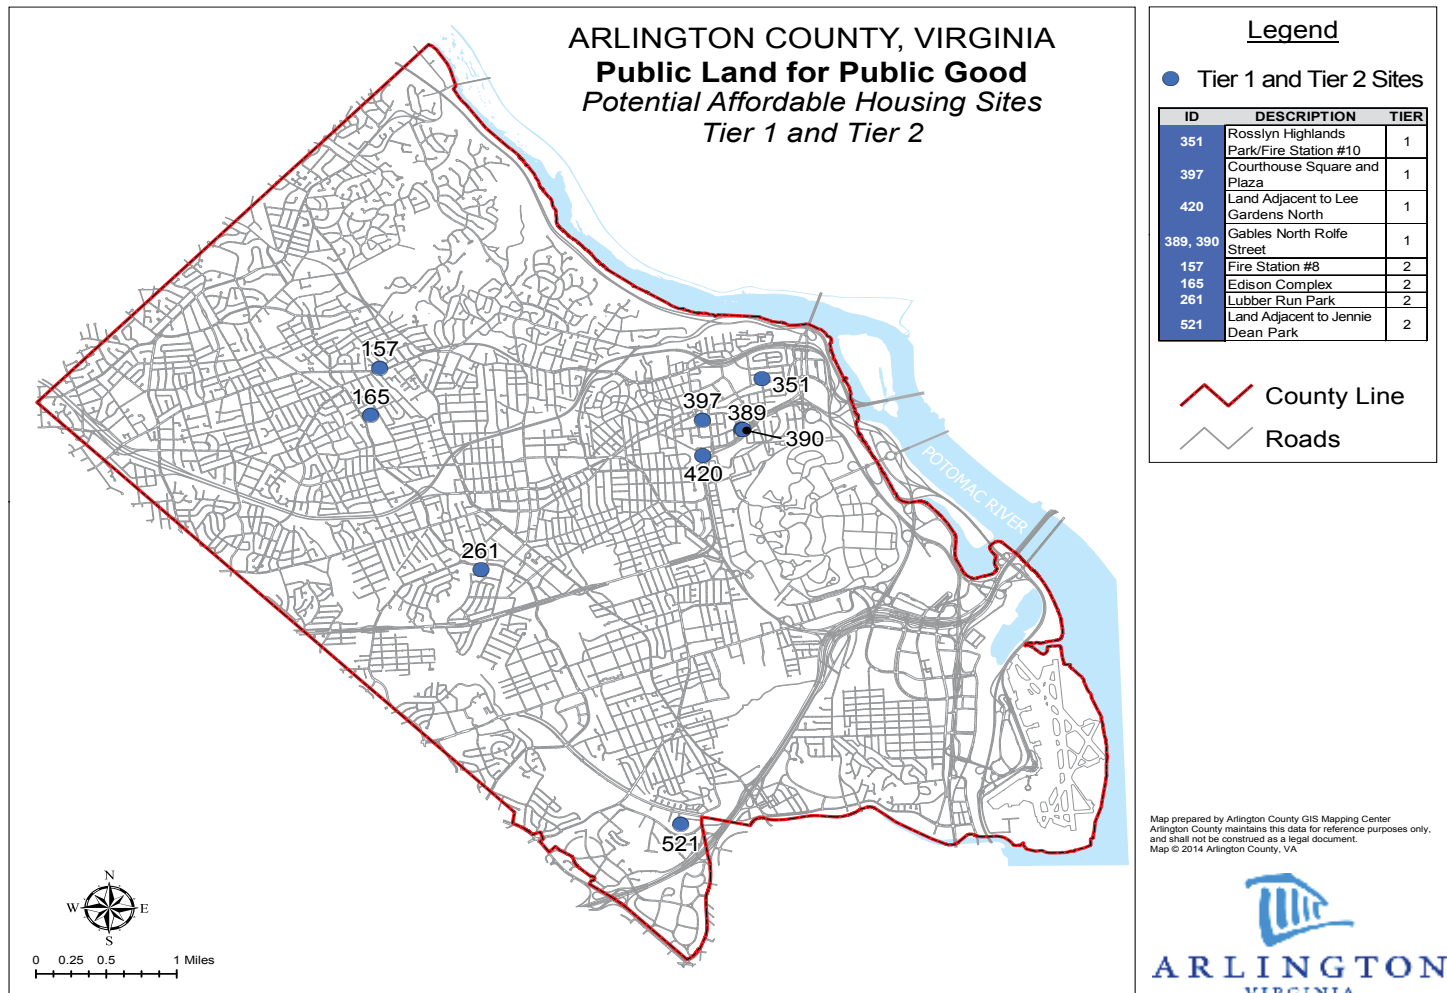 ARLINGTON COUNTY, VIRGINIA
Public Land for Public Good
Potential Affordable Housing Sites
Tier 1 and Tier 2
157
165
351
397
389
390
420
261
521
POTOMAC RIVER
N
W E
S
0 0.25 0.5 1 Miles
Legend
Tier 1 and Tier 2 Sites
ID DESCRIPTION TIER
351 Rosslyn Highlands Park/Fire Station #10 1
397 Courthouse Square and Plaza 1
420 Land Adjacent to Lee Gardens North 1
389, 390 Gables North Rolfe Street 1
157 Fire Station #8 2
165 Edison Complex 2
261 Lubber Run Park 2
521 Land Adjacent to Jennie Dean Park 2
County Line
Roads
Map prepared by Arlington County GIS Mapping Center
Arlington County maintains this data for reference purposes only,
and shall not be construed as a legal document.
Map © 2014 Arlington County, VA
ARLINGTON
VIRGINIA